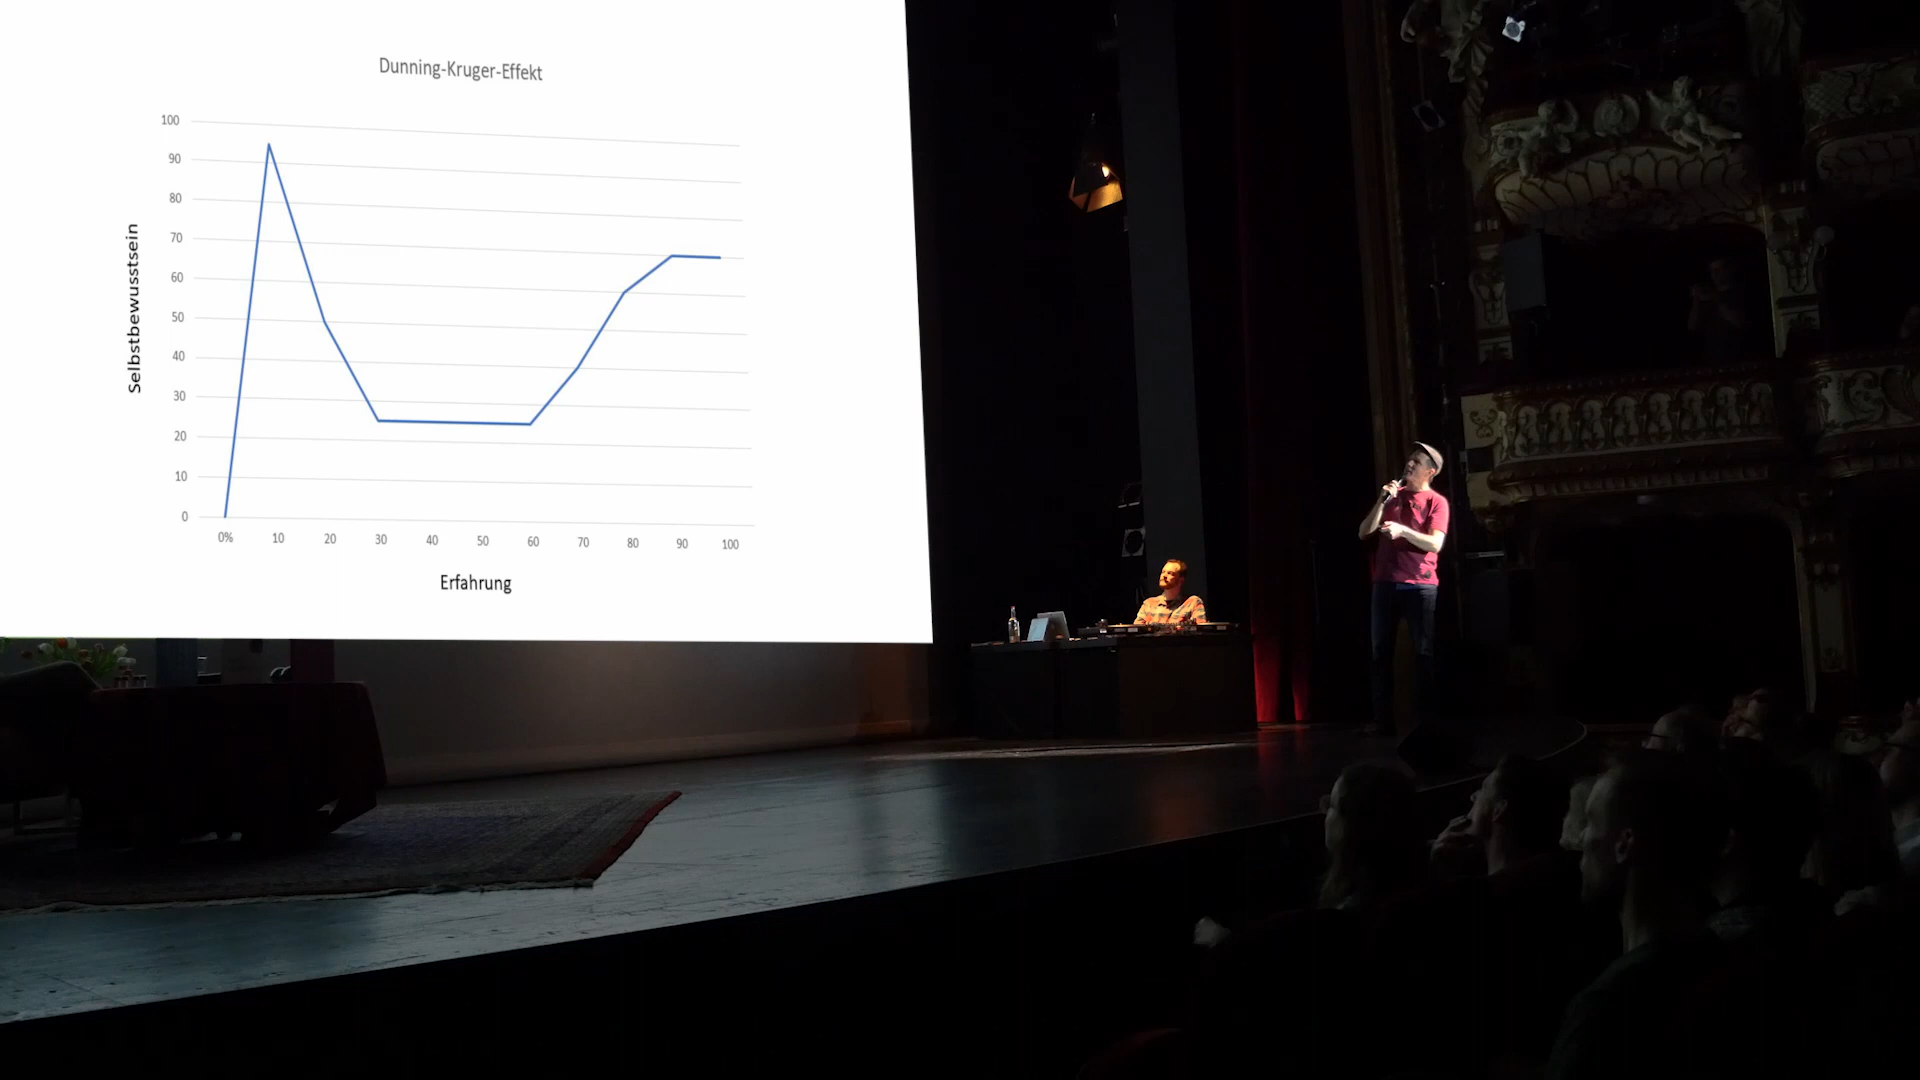 Dunning-Kruger-Effekt
100
90
80
70
60
50
40
30
20
10
0
Selbstbewusstsein
0% 10 20 30 40 50 60 70 80 90 100
Erfahrung